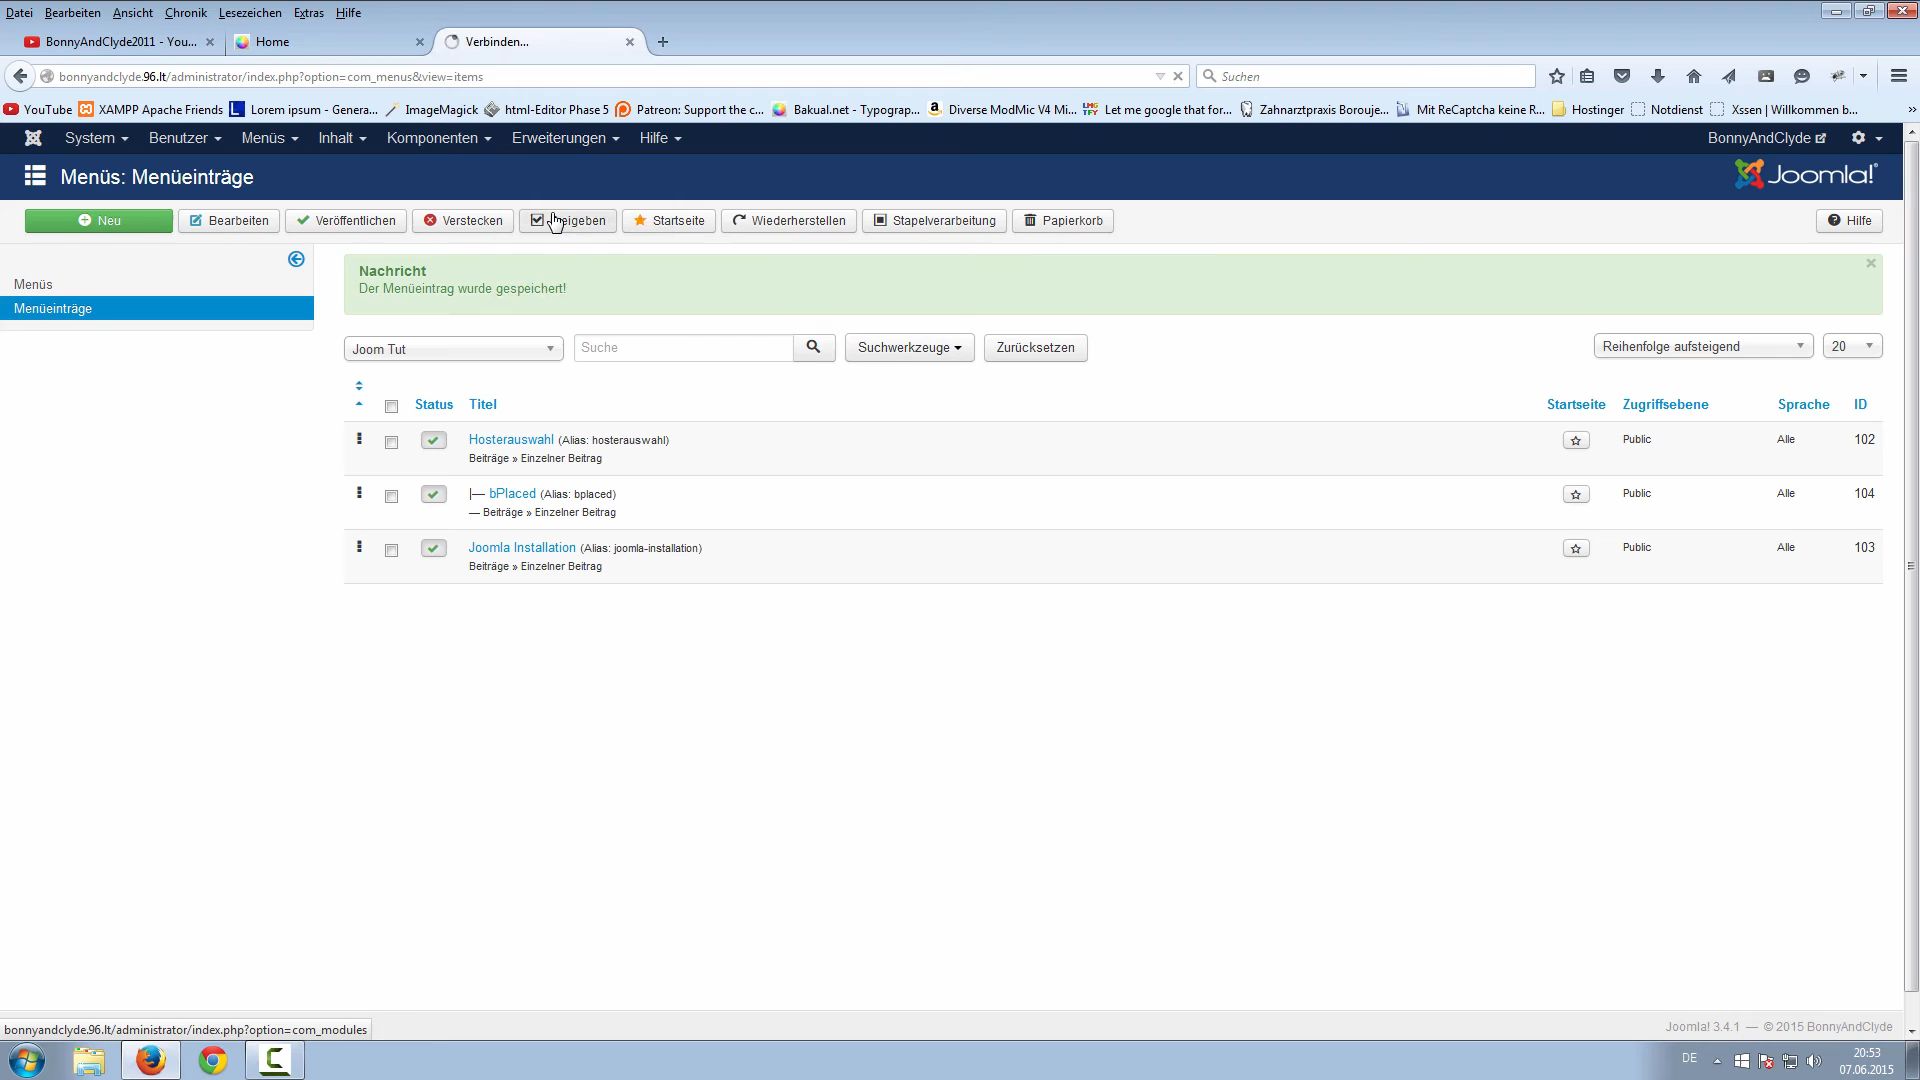 Datei Bearbeiten Ansicht Chronik Lesezeichen Extras Hilfe
BonnyAndClyde2011 - You... Home Verbinden...
bonnyandclyde.96.lt/administrator/index.php?option=com_menus&view=items Suchen
YouTube XAMPP Apache Friends Lorem ipsum - Genera... ImageMagick html-Editor Phase 5 Patreon: Support the c... Bakual.net - Typograp... Diverse ModMic V4 Mi... Let me google that for... Zahnarztpraxis Borouje... Mit ReCaptcha keine R... Hostinger Notdienst Xssen | Willkommen b... »
System Benutzer Menüs Inhalt Komponenten Erweiterungen Hilfe BonnyAndClyde
Menüs: Menüeinträge Joomla!
Neu Bearbeiten Veröffentlichen Verstecken eigeben Startseite Wiederherstellen Stapelverarbeitung Papierkorb Hilfe
Menüs
Menüeinträge
Nachricht
Der Menüeintrag wurde gespeichert!
Joom Tut Suche Suchwerkzeuge Zurücksetzen Reihenfolge aufsteigend 20
Status Titel Startseite Zugriffsebene Sprache ID
Hosterauswahl (Alias: hosterauswahl) Public Alle 102
Beiträge » Einzelner Beitrag
|— bPlaced (Alias: bplaced) Public Alle 104
— Beiträge » Einzelner Beitrag
Joomla Installation (Alias: joomla-installation) Public Alle 103
Beiträge » Einzelner Beitrag
bonnyandclyde.96.lt/administrator/index.php?option=com_modules
Joomla! 3.4.1 — © 2015 BonnyAndClyde
DE 20:53
07.06.2015